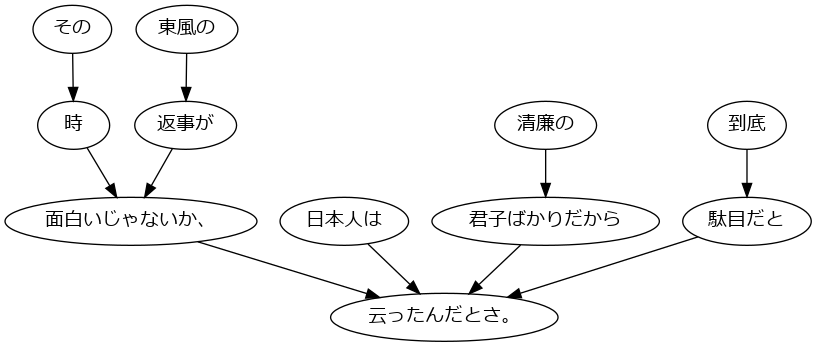 その
東風の
時
返事が
清廉の
到底
面白いじゃないか、
日本人は
君子ばかりだから
駄目だと
云ったんだとさ。